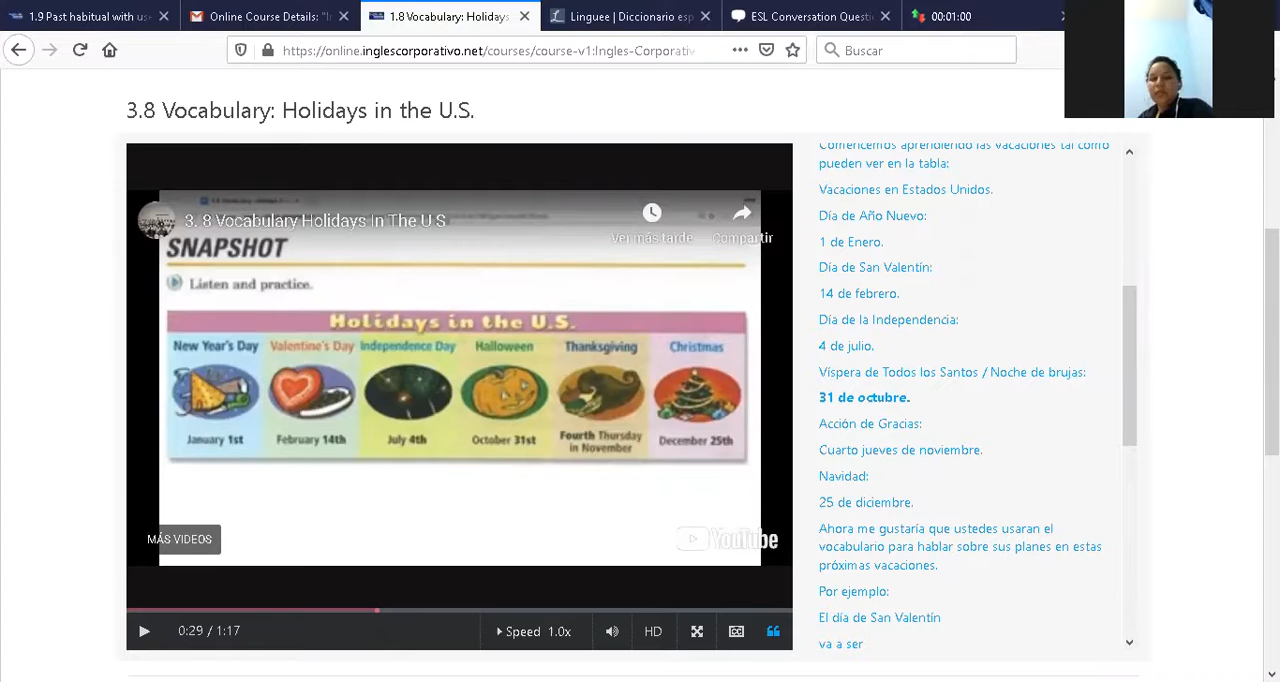 1.9 Past habitual with use
Online Course Details: "In
1.8 Vocabulary: Holidays
Linguee | Diccionario esp
ESL Conversation Questi
00:01:00
https://online.inglescorporativo.net/courses/course-v1:Ingles-Corporativ
Buscar
3.8 Vocabulary: Holidays in the U.S.
3. 8 Vocabulary Holidays In The U S
Ver más tarde
Compartir
SNAPSHOT
Listen and practice.
Holidays in the U.S.
New Year's Day Valentine's Day Independence Day Halloween Thanksgiving Christmas
January 1st February 14th July 4th October 31st Fourth Thursday in November December 25th
MÁS VIDEOS
YouTube
0:29 / 1:17
Speed 1.0x
HD
Comencemos aprendiendo las vacaciones tal como
pueden ver en la tabla:
Vacaciones en Estados Unidos.
Día de Año Nuevo:
1 de Enero.
Día de San Valentín:
14 de febrero.
Día de la Independencia:
4 de julio.
Víspera de Todos los Santos / Noche de brujas:
31 de octubre.
Acción de Gracias:
Cuarto jueves de noviembre.
Navidad:
25 de diciembre.
Ahora me gustaría que ustedes usaran el
vocabulario para hablar sobre sus planes en estas
próximas vacaciones.
Por ejemplo:
El día de San Valentín
va a ser